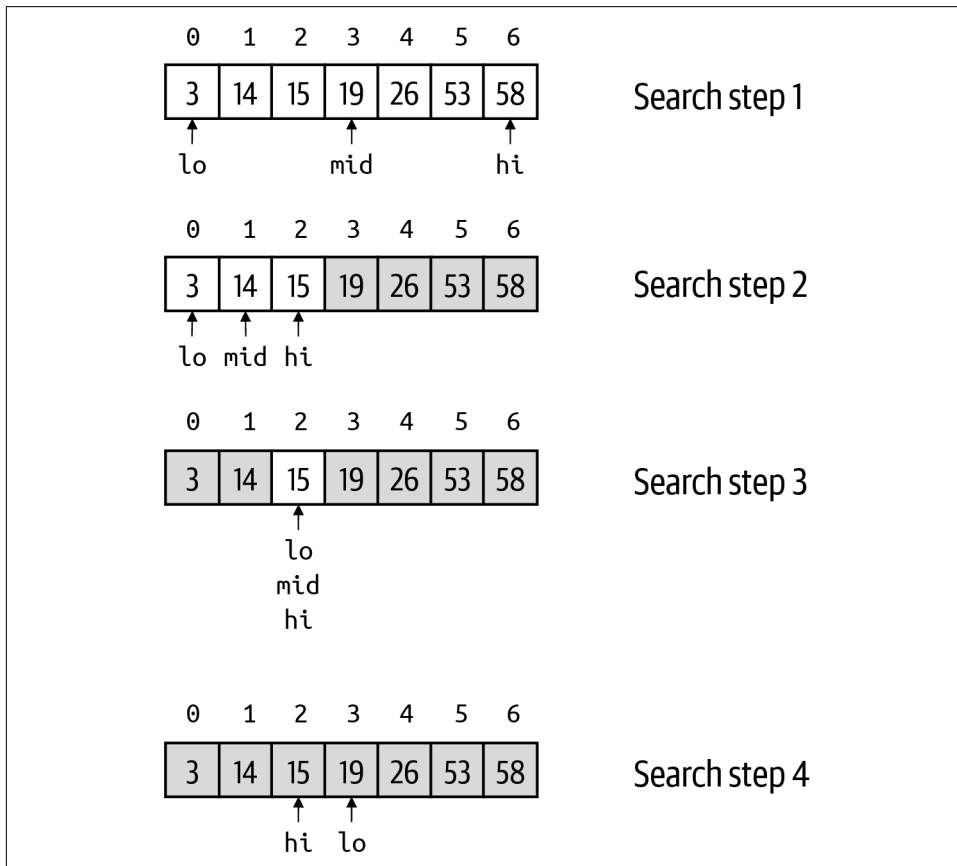 0 1 2 3 4 5 6
3 14 15 19 26 53 58 Search step 1
lo mid hi
0 1 2 3 4 5 6
3 14 15 19 26 53 58 Search step 2
lo mid hi
0 1 2 3 4 5 6
3 14 15 19 26 53 58 Search step 3
lo
mid
hi
0 1 2 3 4 5 6
3 14 15 19 26 53 58 Search step 4
hi lo